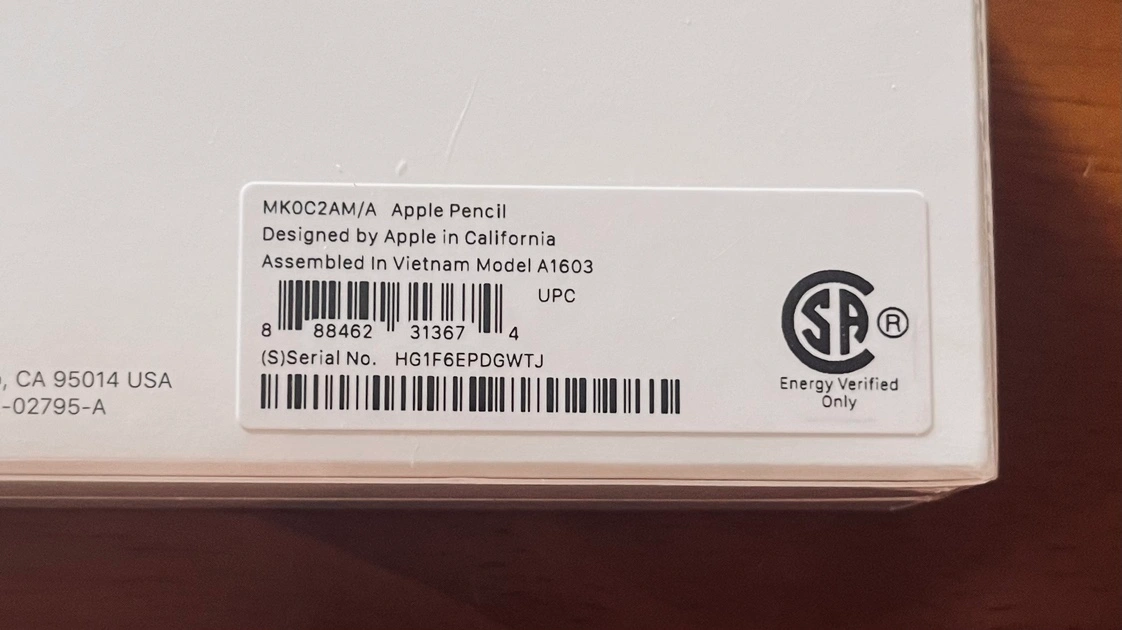 MK0C2AM/A Apple Pencil
Designed by Apple in California
Assembled In Vietnam Model A1603
UPC
8 88462 31367 4
(S)Serial No. HG1F6EPDGWTJ
SA ®
Energy Verified
Only
, CA 95014 USA
-02795-A